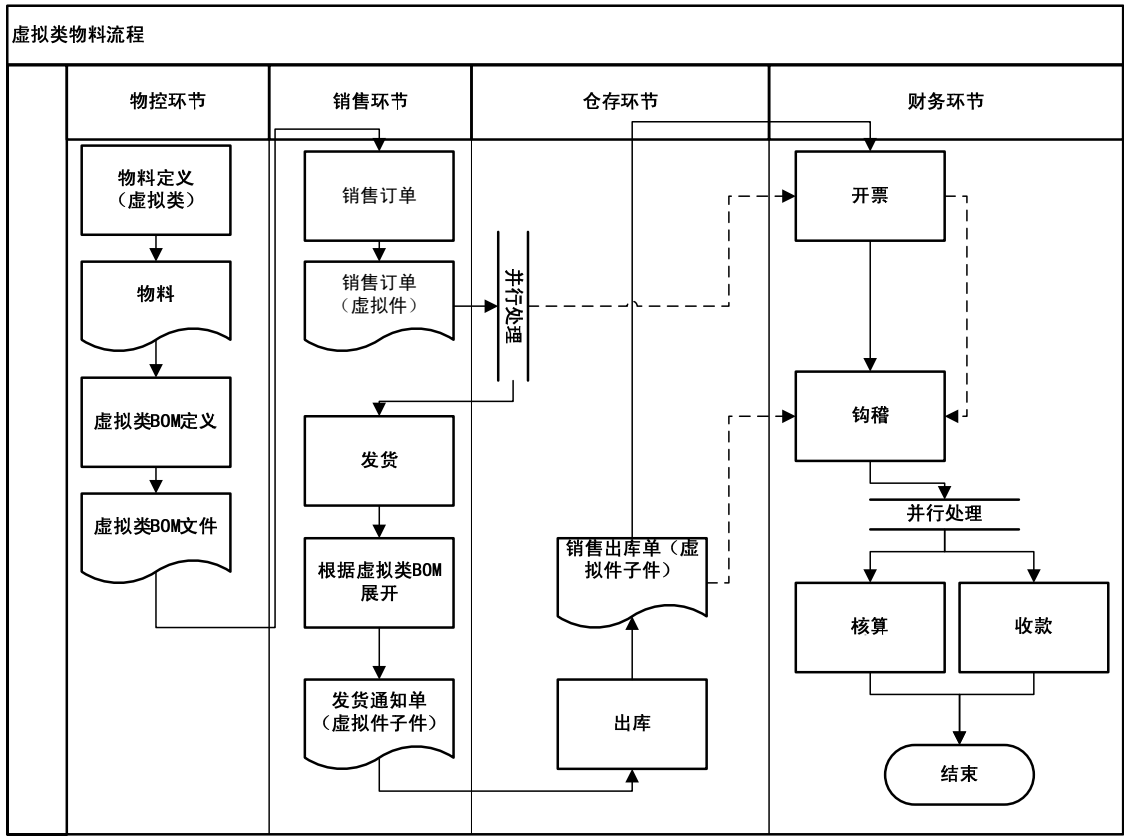 虚拟类物料流程
物控环节
销售环节
仓存环节
财务环节
物料定义
（虚拟类）
物料
虚拟类BOM定义
虚拟类BOM文件
销售订单
销售订单
（虚拟件）
并行处理
发货
根据虚拟类BOM
展开
发货通知单
（虚拟件子件）
销售出库单（虚
拟件子件）
出库
开票
钩稽
并行处理
核算
收款
结束